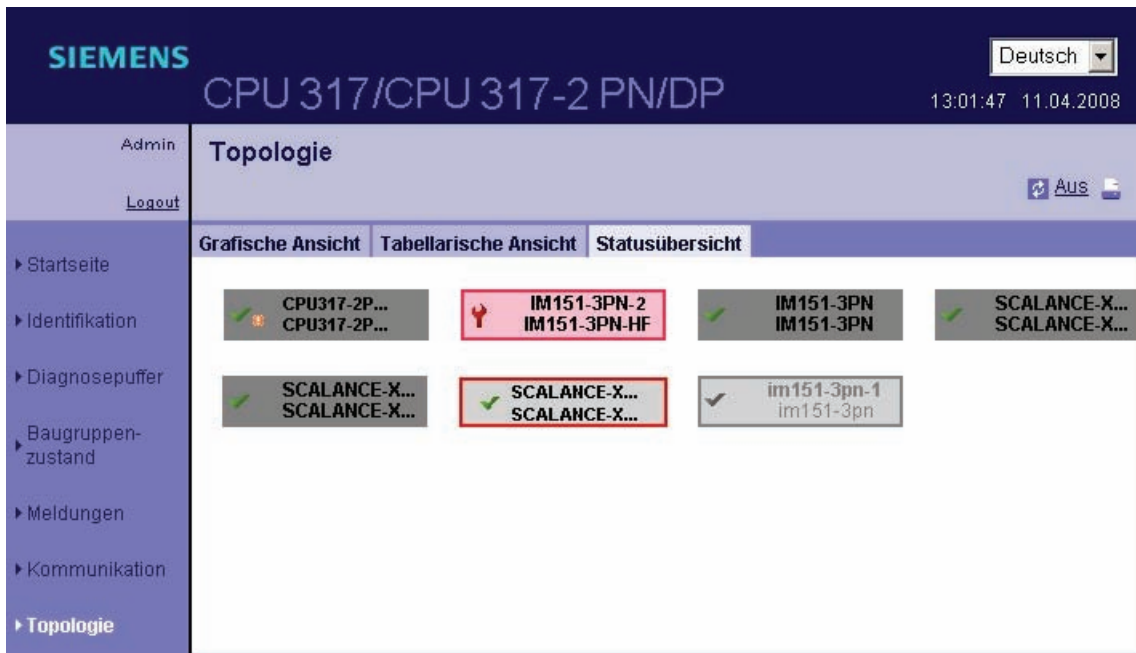 SIEMENS
CPU 317/CPU 317-2 PN/DP
Deutsch
13:01:47 11.04.2008
Admin
Logout
Topologie
Aus
Grafische Ansicht Tabellarische Ansicht Statusübersicht
Startseite
Identifikation
Diagnosepuffer
Baugruppen-
zustand
Meldungen
Kommunikation
Topologie
CPU317-2P...
CPU317-2P...
IM151-3PN-2
IM151-3PN-HF
IM151-3PN
IM151-3PN
SCALANCE-X...
SCALANCE-X...
SCALANCE-X...
SCALANCE-X...
SCALANCE-X...
SCALANCE-X...
im151-3pn-1
im151-3pn